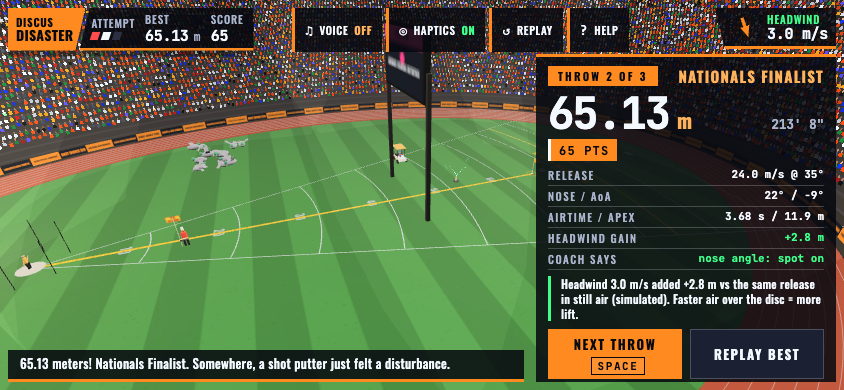 DISCUS
DISASTER
ATTEMPT
BEST
65.13 m
SCORE
65
♫ VOICE OFF
◎ HAPTICS ON
↺ REPLAY
? HELP
HEADWIND
3.0 m/s
THROW 2 OF 3
NATIONALS FINALIST
65.13 m
213' 8"
65 PTS
RELEASE 24.0 m/s @ 35°
NOSE / AoA 22° / -9°
AIRTIME / APEX 3.68 s / 11.9 m
HEADWIND GAIN +2.8 m
COACH SAYS nose angle: spot on
Headwind 3.0 m/s added +2.8 m vs the same release
in still air (simulated). Faster air over the disc = more
lift.
NEXT THROW
SPACE
REPLAY BEST
65.13 meters! Nationals Finalist. Somewhere, a shot putter just felt a disturbance.